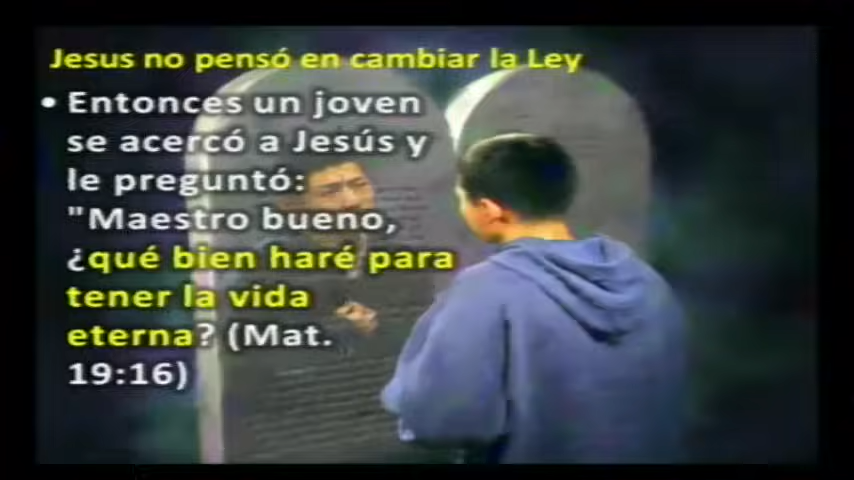 Jesus no pensó en cambiar la Ley
• Entonces un joven
se acercó a Jesús y
le preguntó:
"Maestro bueno,
¿qué bien haré para
tener la vida
eterna? (Mat.
19:16)